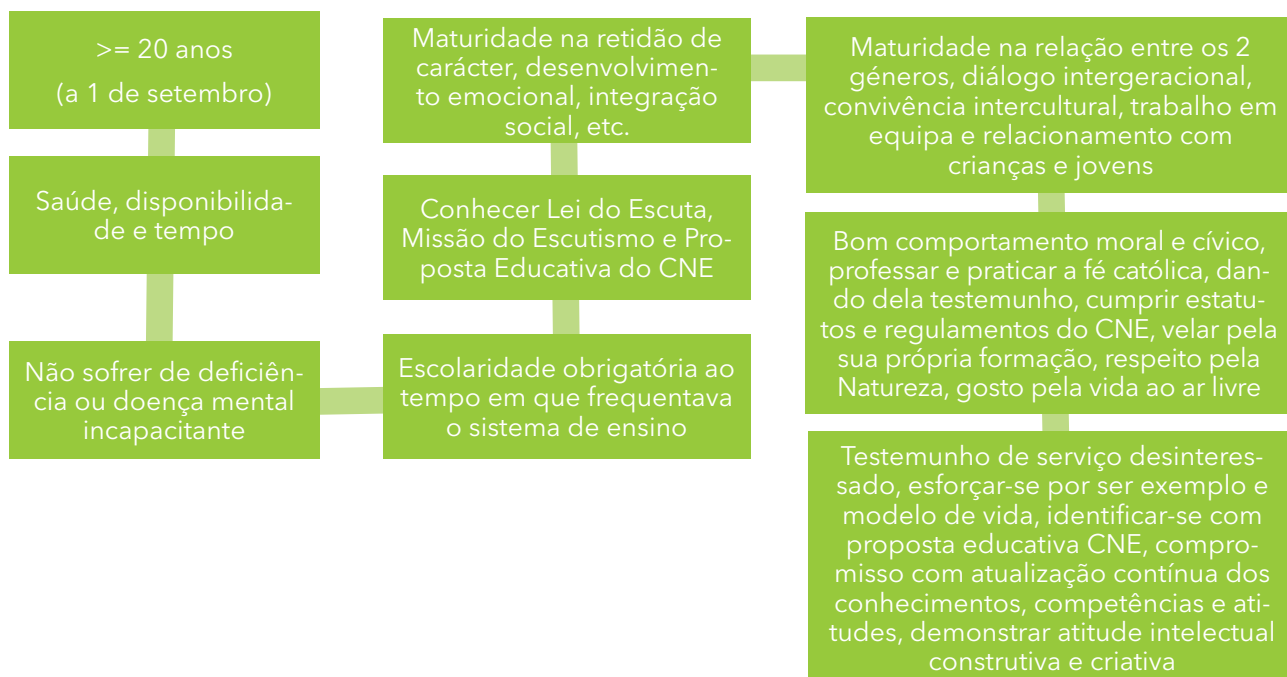 >= 20 anos
(a 1 de setembro)
Saúde, disponibilida-
de e tempo
Não sofrer de deficiên-
cia ou doença mental
incapacitante
Escolaridade obrigatória ao
tempo em que frequentava
o sistema de ensino
Conhecer Lei do Escuta,
Missão do Escutismo e Pro-
posta Educativa do CNE
Maturidade na retidão de
carácter, desenvolvimen-
to emocional, integração
social, etc.
Maturidade na relação entre os 2
géneros, diálogo intergeracional,
convivência intercultural, trabalho em
equipa e relacionamento com
crianças e jovens
Bom comportamento moral e cívico,
professar e praticar a fé católica, dan-
do dela testemunho, cumprir estatu-
tos e regulamentos do CNE, velar pela
sua própria formação, respeito pela
Natureza, gosto pela vida ao ar livre
Testemunho de serviço desinteres-
sado, esforçar-se por ser exemplo e
modelo de vida, identificar-se com
proposta educativa CNE, compro-
misso com atualização contínua dos
conhecimentos, competências e ati-
tudes, demonstrar atitude intelectual
construtiva e criativa